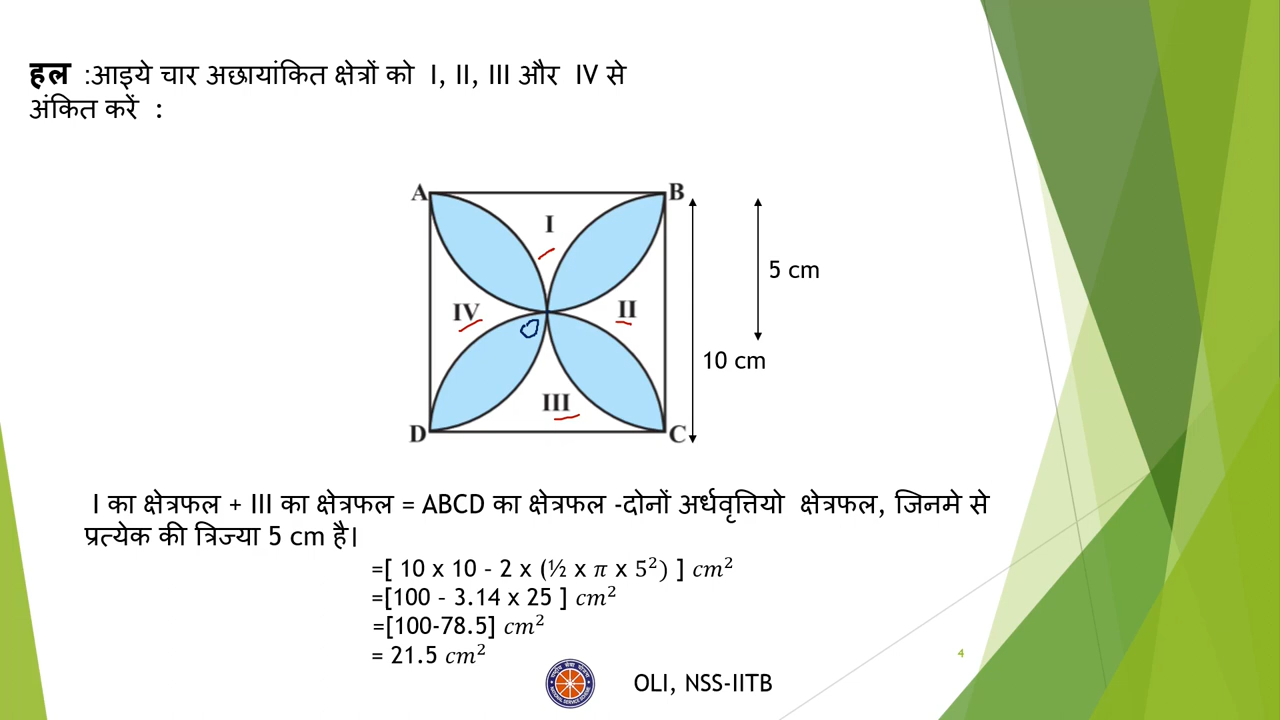 हल :आइये चार अछायांकित क्षेत्रों को I, II, III और IV से
अंकित करें :
A
B
I
5 cm
IV
II
O
10 cm
III
D
C
I का क्षेत्रफल + III का क्षेत्रफल = ABCD का क्षेत्रफल -दोनों अर्धवृत्तियो क्षेत्रफल, जिनमे से
प्रत्येक की त्रिज्या 5 cm है।
=[ 10 x 10 – 2 x (½ x 𝜋 x 5²) ] 𝑐𝑚²
=[100 – 3.14 x 25 ] 𝑐𝑚²
=[100-78.5] 𝑐𝑚²
= 21.5 𝑐𝑚²
4
OLI, NSS-IITB